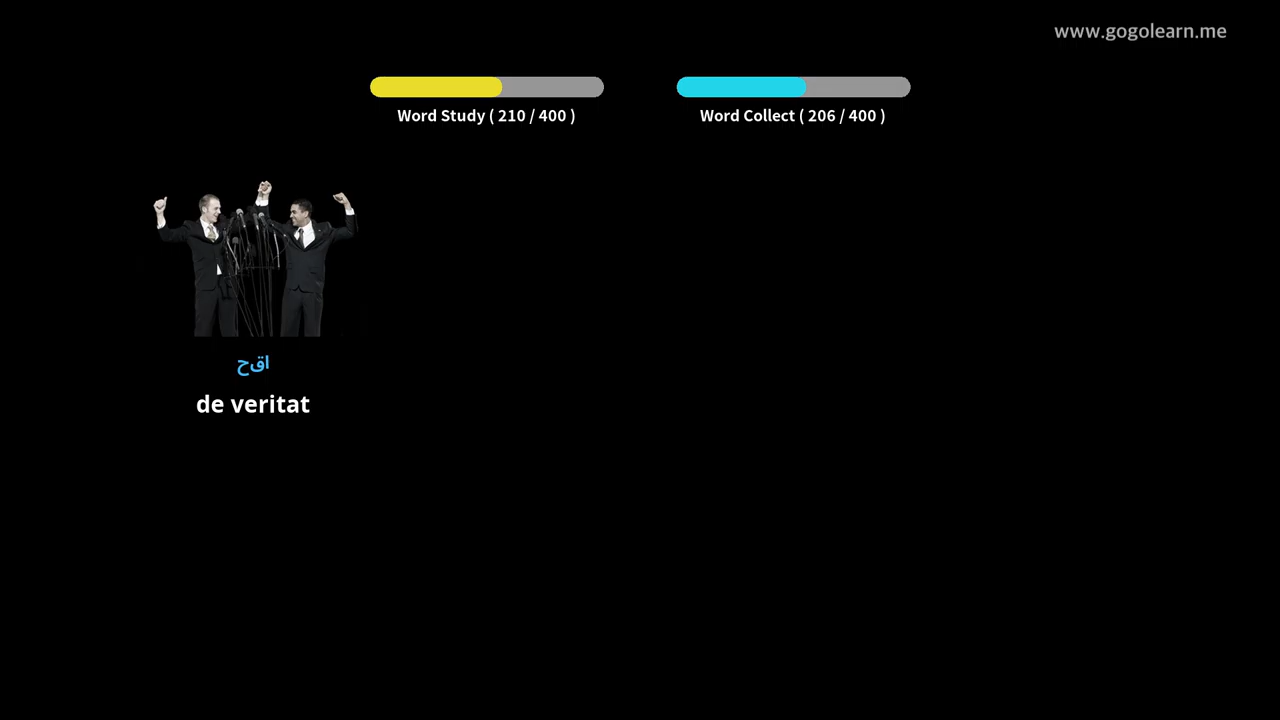 www.gogolearn.me
Word Study ( 210 / 400 )
Word Collect ( 206 / 400 )
اقح
de veritat